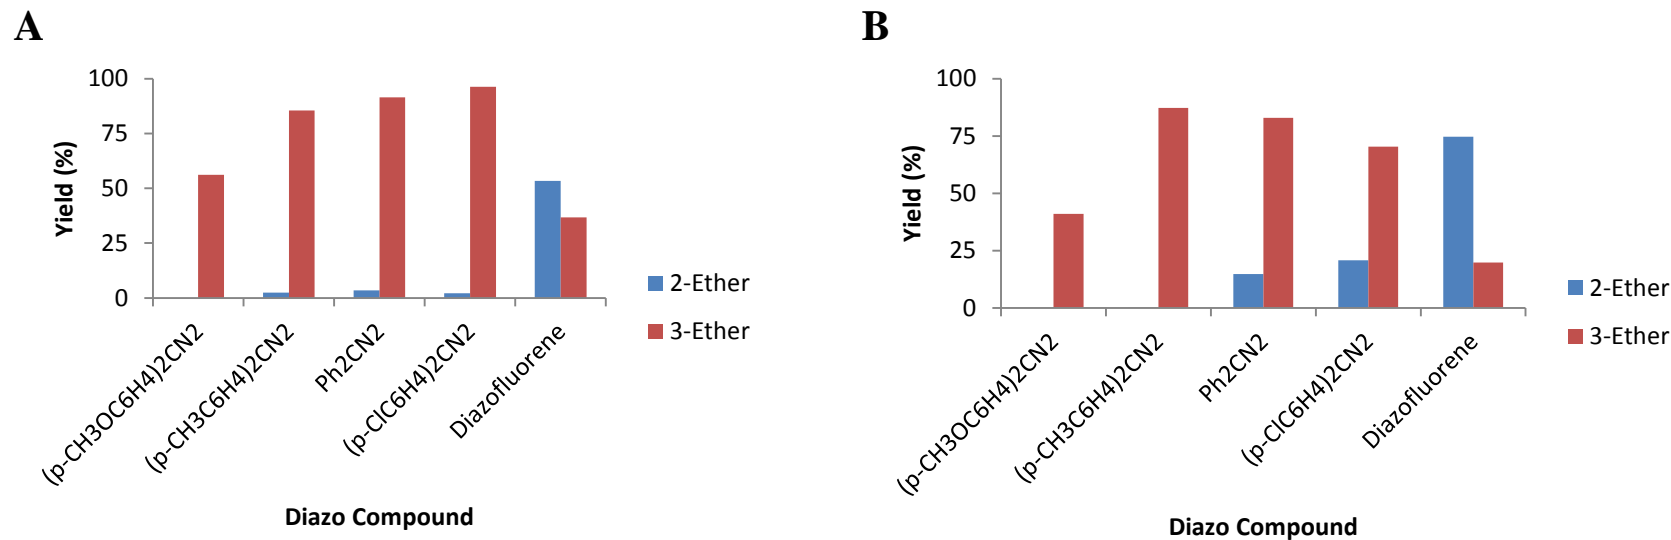 A
100
75
50
25
0
Yield (%)
(p-CH3OC6H4)2CN2
(p-CH3C6H4)2CN2
Ph2CN2
(p-ClC6H4)2CN2
Diazofluorene
Diazo Compound
2-Ether
3-Ether
B
100
75
50
25
0
Yield (%)
(p-CH3OC6H4)2CN2
(p-CH3C6H4)2CN2
Ph2CN2
(p-ClC6H4)2CN2
Diazofluorene
Diazo Compound
2-Ether
3-Ether